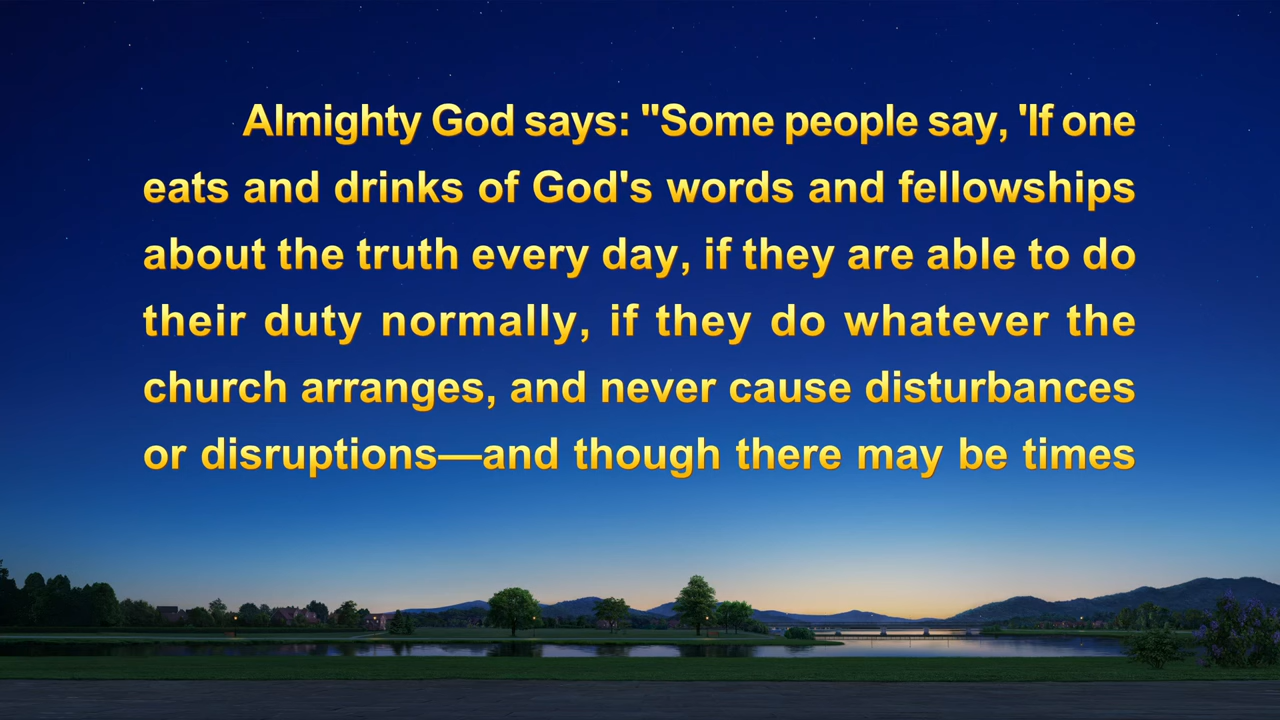 Almighty God says: "Some people say, 'If one
eats and drinks of God's words and fellowships
about the truth every day, if they are able to do
their duty normally, if they do whatever the
church arranges, and never cause disturbances
or disruptions—and though there may be times